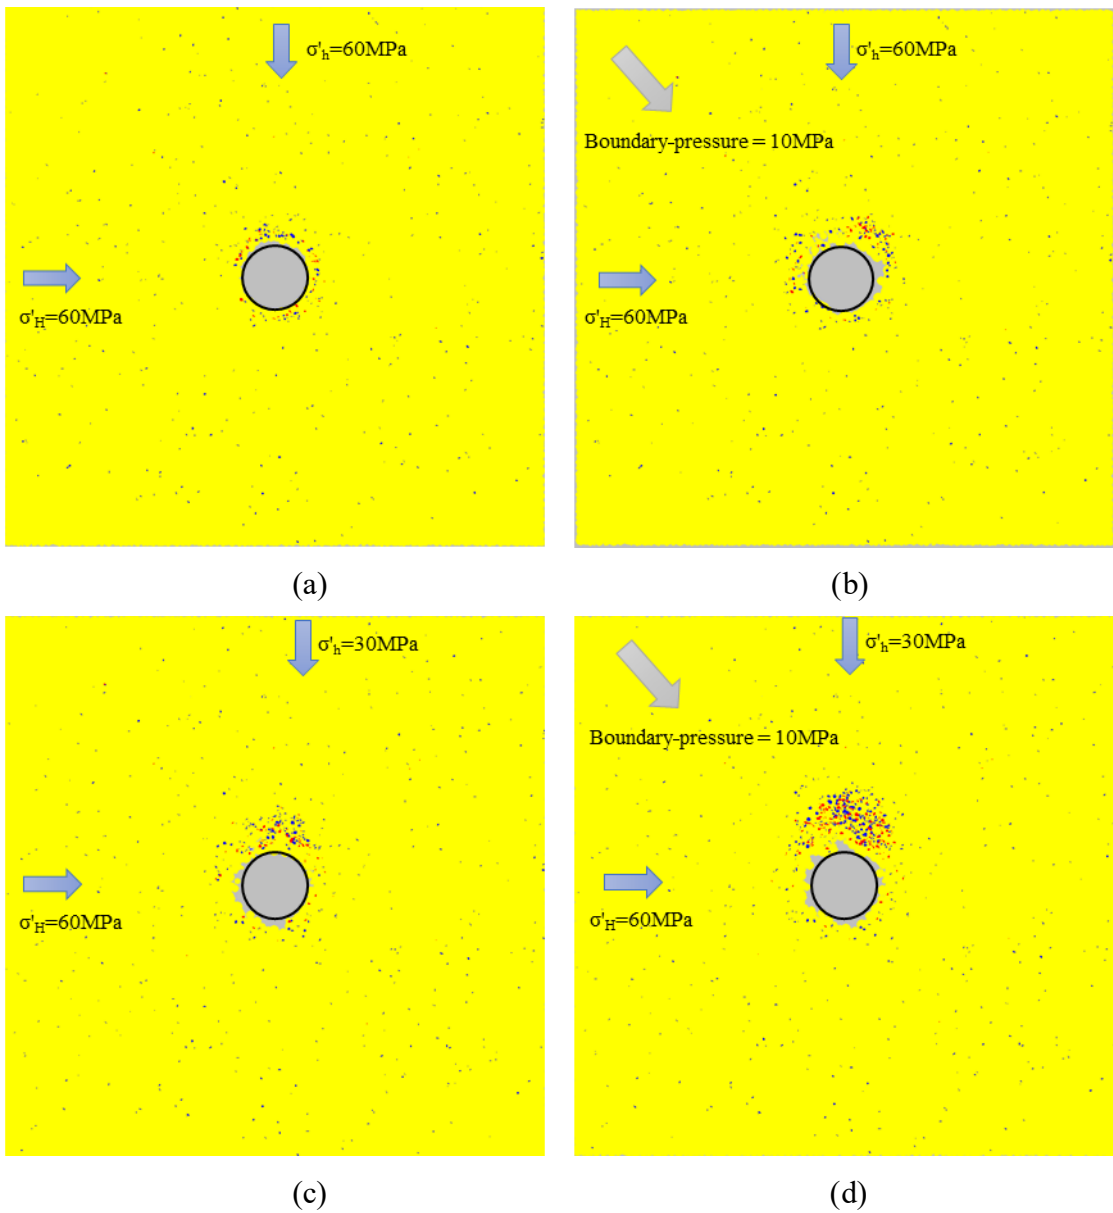 σ'h=60MPa
σ'H=60MPa
(a)
σ'h=60MPa
Boundary-pressure = 10MPa
σ'H=60MPa
(b)
σ'h=30MPa
σ'H=60MPa
(c)
σ'h=30MPa
Boundary-pressure = 10MPa
σ'H=60MPa
(d)